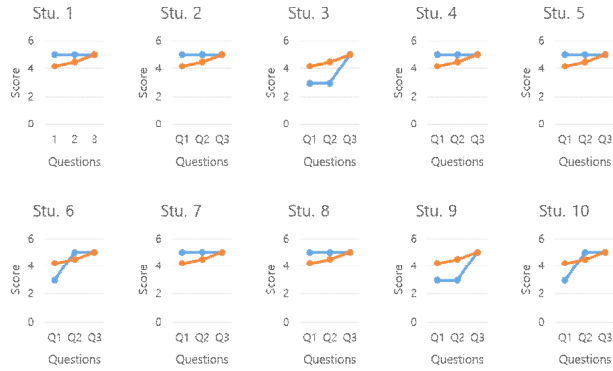 Stu. 1
Stu. 2
Stu. 3
Stu. 4
Stu. 5
6
4
2
0
Score
1 2 3
Questions
6
4
2
0
Score
Q1 Q2 Q3
Questions
6
4
2
0
Score
Q1 Q2 Q3
Questions
6
4
2
0
Score
Q1 Q2 Q3
Questions
6
4
2
0
Score
Q1 Q2 Q3
Questions
Stu. 6
Stu. 7
Stu. 8
Stu. 9
Stu. 10
6
4
2
0
Score
Q1 Q2 Q3
Questions
6
4
2
0
Score
Q1 Q2 Q3
Questions
6
4
2
0
Score
Q1 Q2 Q3
Questions
6
4
2
0
Score
Q1 Q2 Q3
Questions
6
4
2
0
Score
Q1 Q2 Q3
Questions